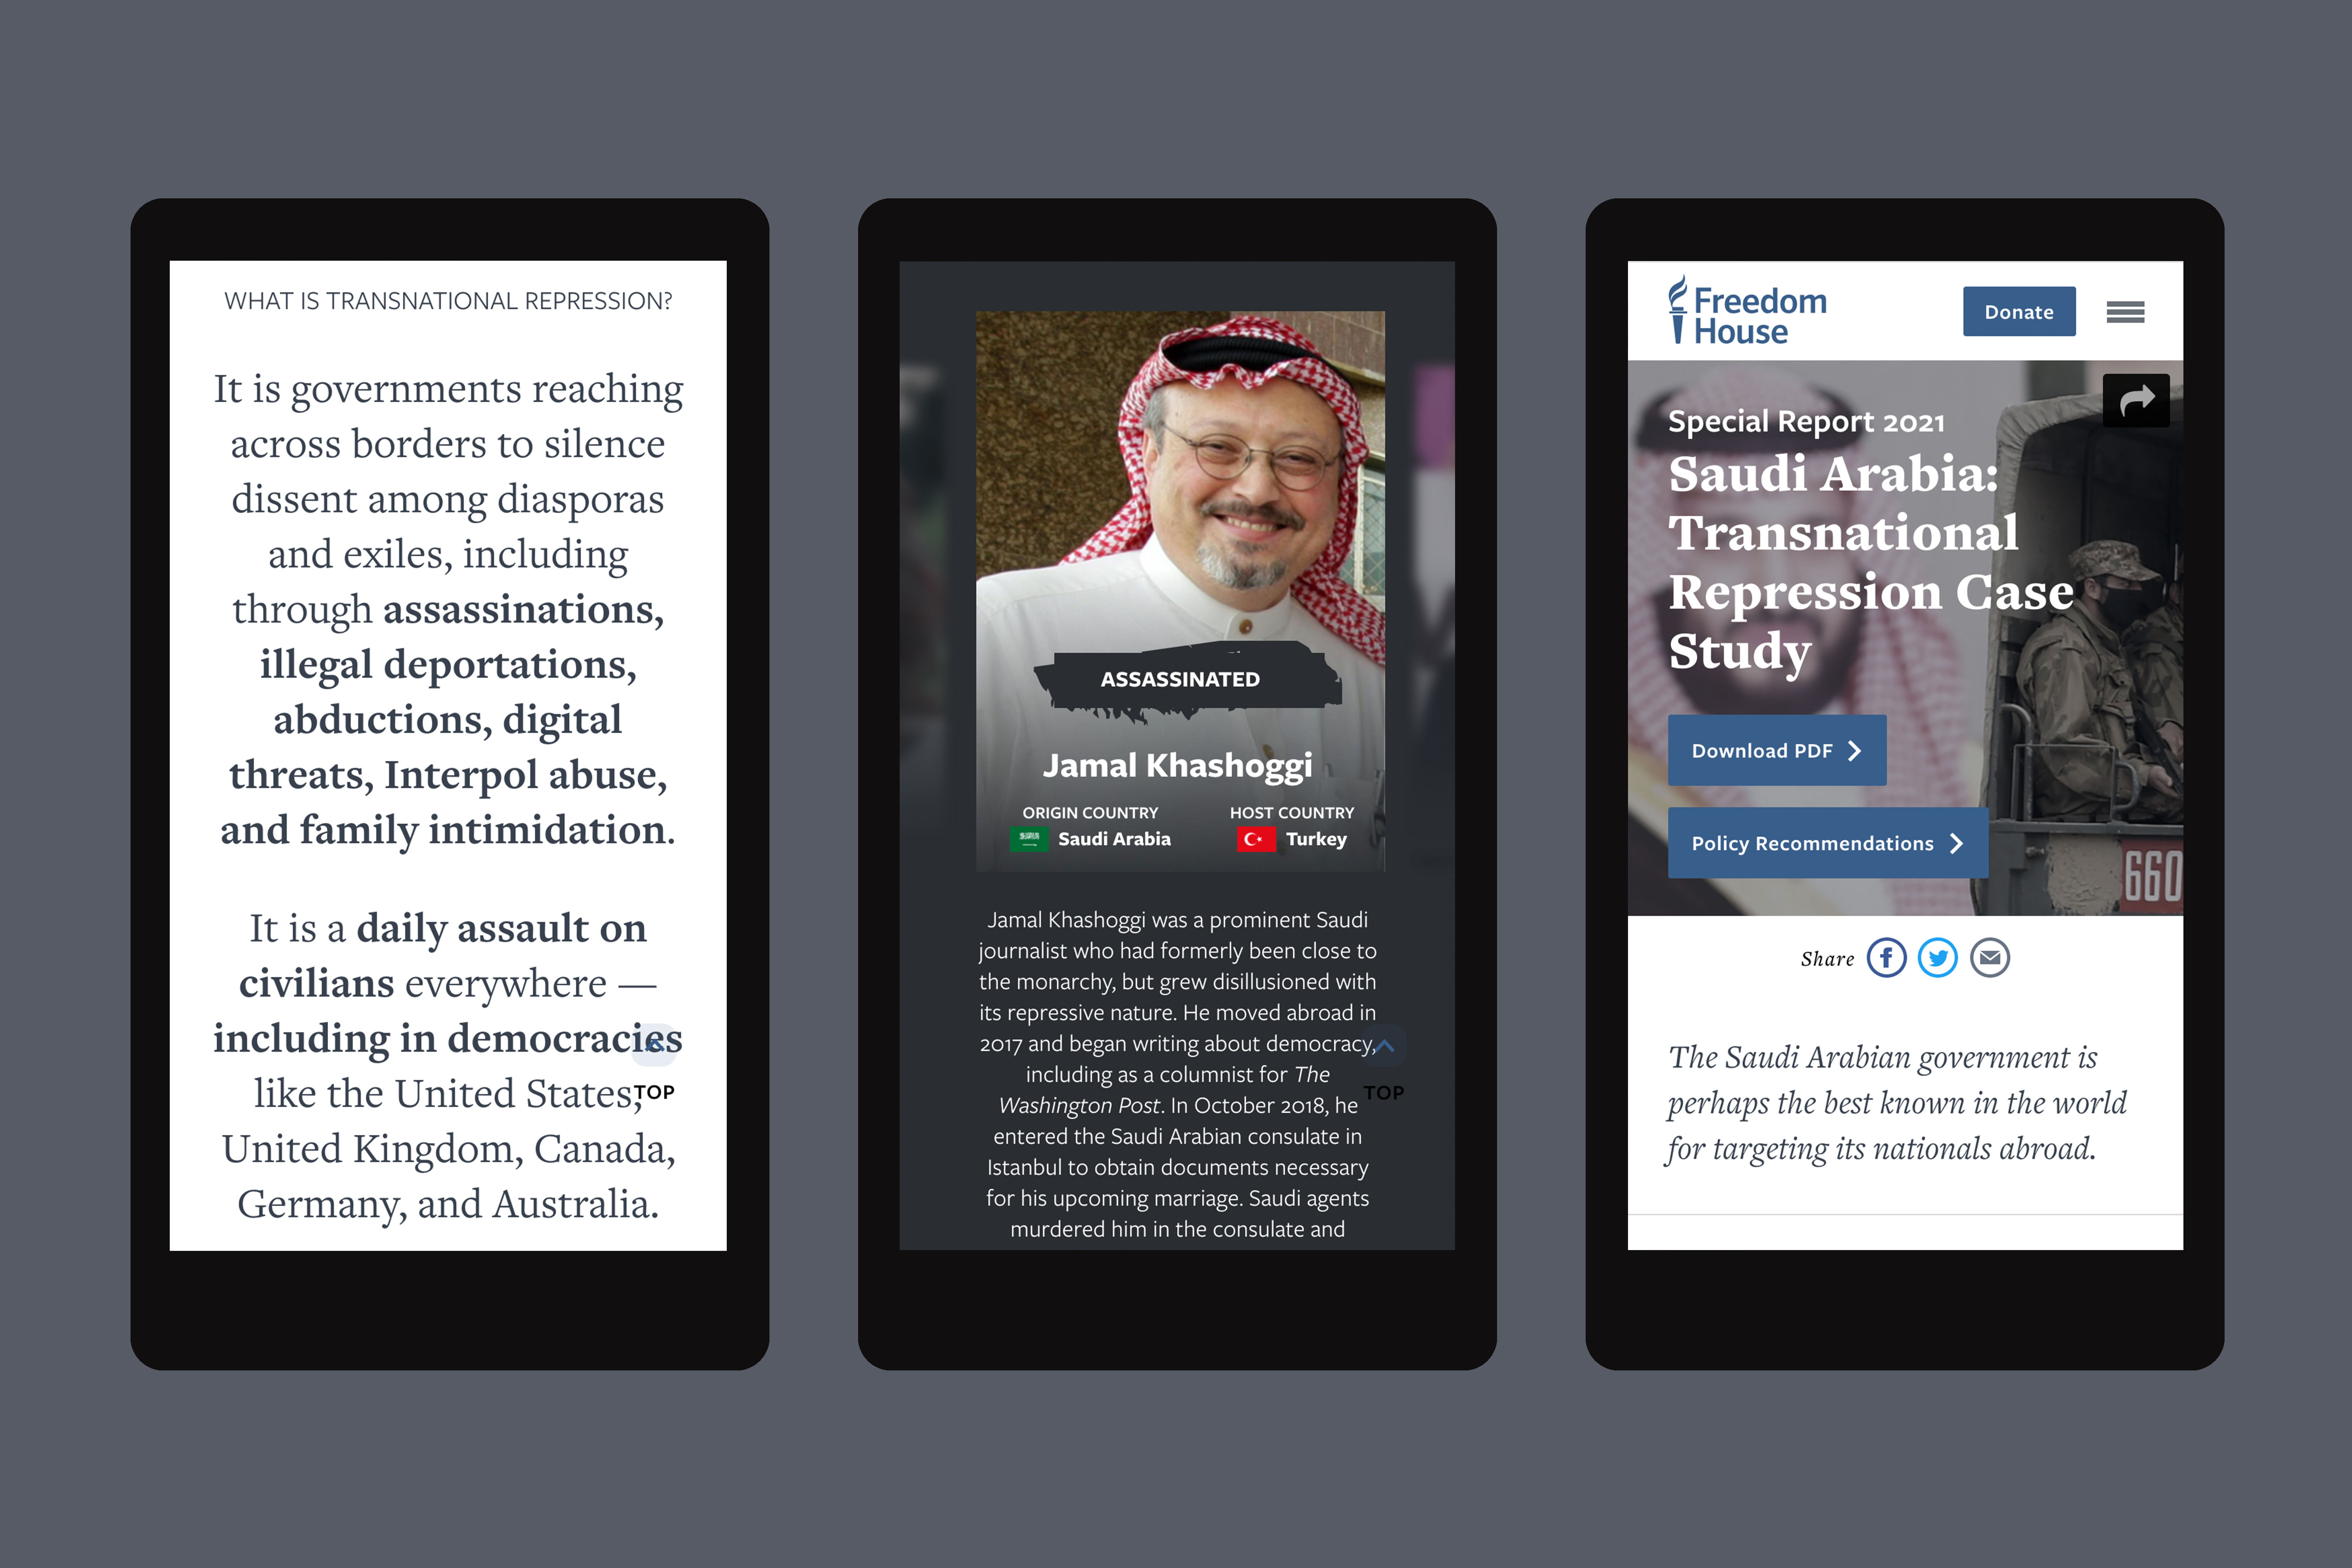 WHAT IS TRANSNATIONAL REPRESSION?
It is governments reaching
across borders to silence
dissent among diasporas
and exiles, including
through assassinations,
illegal deportations,
abductions, digital
threats, Interpol abuse,
and family intimidation.
It is a daily assault on
civilians everywhere —
including in democracies
like the United States,
TOP
United Kingdom, Canada,
Germany, and Australia.
ASSASSINATED
Jamal Khashoggi
ORIGIN COUNTRY
Saudi Arabia
HOST COUNTRY
Turkey
Jamal Khashoggi was a prominent Saudi
journalist who had formerly been close to
the monarchy, but grew disillusioned with
its repressive nature. He moved abroad in
2017 and began writing about democracy,
including as a columnist for The
TOP
Washington Post. In October 2018, he
entered the Saudi Arabian consulate in
Istanbul to obtain documents necessary
for his upcoming marriage. Saudi agents
murdered him in the consulate and
Freedom
House
Donate
Special Report 2021
Saudi Arabia:
Transnational
Repression Case
Study
Download PDF
Policy Recommendations
660
Share
The Saudi Arabian government is
perhaps the best known in the world
for targeting its nationals abroad.